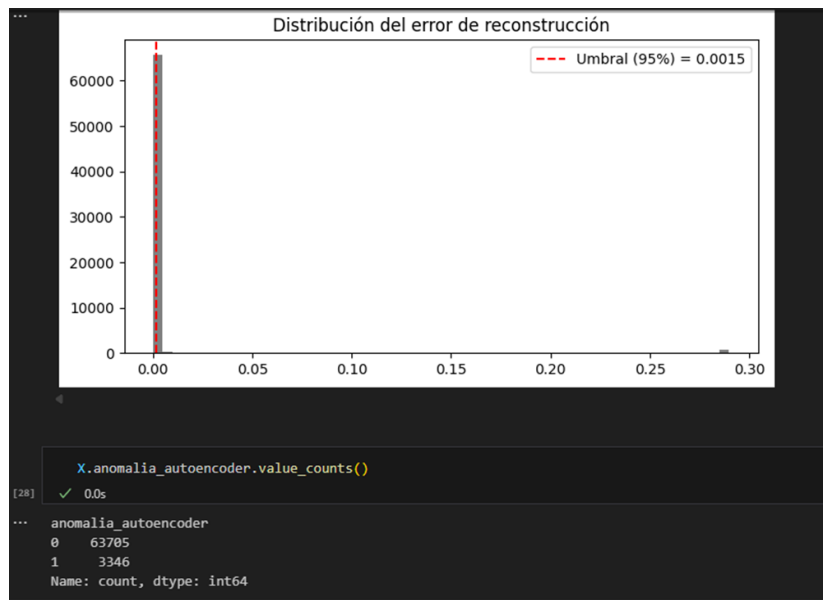 ...
Distribución del error de reconstrucción
Umbral (95%) = 0.0015
60000
50000
40000
30000
20000
10000
0
0.00 0.05 0.10 0.15 0.20 0.25 0.30
X.anomalia_autoencoder.value_counts()
[28] ✓ 0.0s
... anomalia_autoencoder
0    63705
1     3346
Name: count, dtype: int64